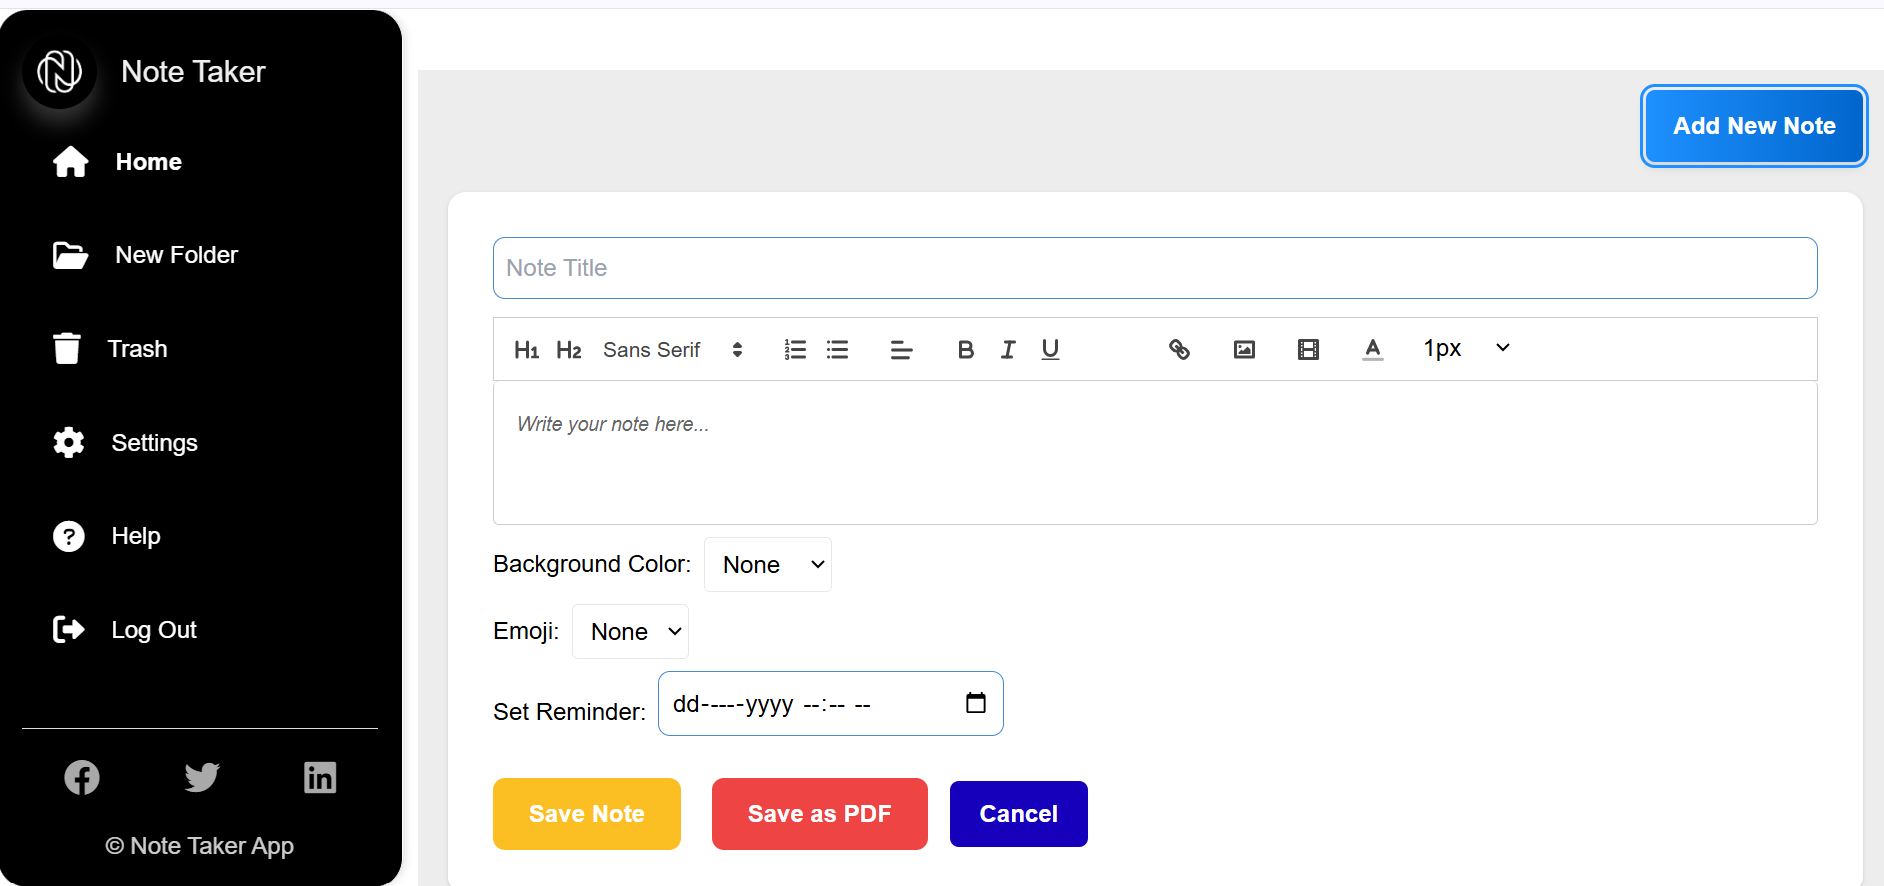 Note Taker
Home
New Folder
Trash
Settings
Help
Log Out
© Note Taker App
Add New Note
Note Title
H1 H2 Sans Serif B I U A 1px
Write your note here...
Background Color: None
Emoji: None
Set Reminder: dd-----yyyy --:-- --
Save Note Save as PDF Cancel